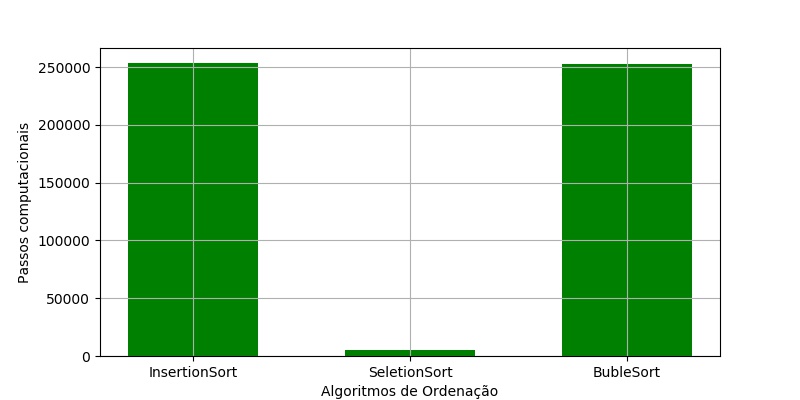 Passos computacionais
250000
200000
150000
100000
50000
0
InsertionSort SeletionSort BubleSort
Algoritmos de Ordenação